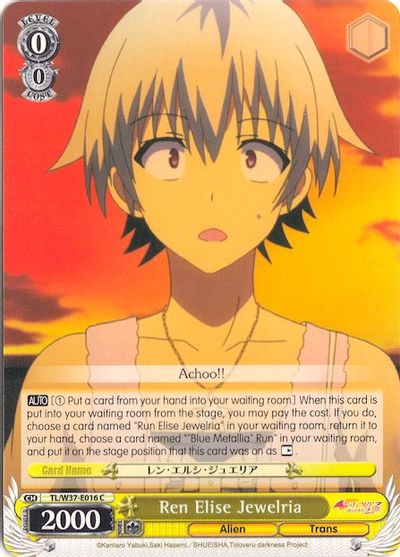 LEVEL
0
0
COST
Achoo!!
AUTO [① Put a card from your hand into your waiting room] When this card is
put into your waiting room from the stage, you may pay the cost. If you do,
choose a card named "Ren Elise Jewelria" in your waiting room, and return it to
your hand, choose a card named ""Blue Metallia" Run" in your waiting room,
and put it on the stage position that this card was on as
Card Name
レン・エルシ・ジュエリア
CH
TL/W37-E016 C
POWER
2000
Ren Elise Jewelria
Alien
Trans
©Kentaro Yabuki,Saki Hasemi／SHUEISHA,Toloveru darkness Project